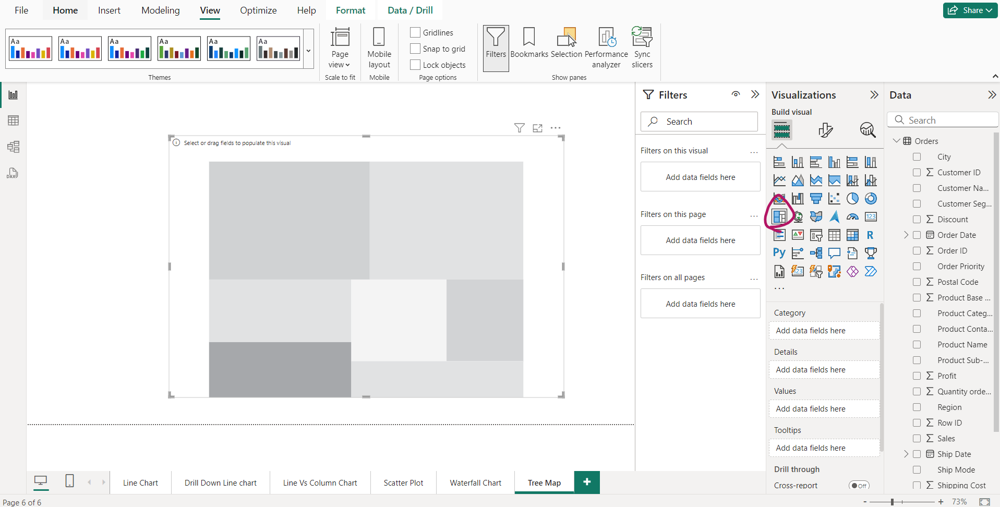 File Home Insert Modeling View Optimize Help Format Data / Drill Share
Aa Aa Aa Aa Aa Aa
Page view
Mobile layout
Gridlines
Snap to grid
Lock objects
Filters Bookmarks Selection Performance analyzer Sync slicers
Themes Scale to fit Mobile Page options Show panes
DAX
Select or drag fields to populate this visual
Filters
Search
Filters on this visual ...
Add data fields here
Filters on this page ...
Add data fields here
Filters on all pages ...
Add data fields here
Visualizations
Build visual
123
R
Py
123
...
Category
Add data fields here
Details
Add data fields here
Values
Add data fields here
Tooltips
Add data fields here
Drill through
Cross-report Off
Data
Search
Orders
City
Σ Customer ID
Customer Na...
Customer Seg...
Σ Discount
Order Date
Σ Order ID
Order Priority
Σ Postal Code
Σ Product Base ...
Product Categ...
Product Conta...
Product Name
Product Sub-...
Σ Profit
Σ Quantity orde...
Region
Σ Row ID
Σ Sales
Ship Date
Ship Mode
Σ Shipping Cost
Line Chart Drill Down Line chart Line Vs Column Chart Scatter Plot Waterfall Chart Tree Map +
Page 6 of 6
- + 73%